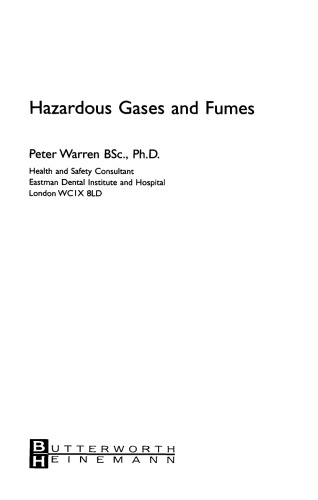 Hazardous Gases and Fumes
Peter Warren BSc., Ph.D.
Health and Safety Consultant
Eastman Dental Institute and Hospital
London WC1X 8LD
BUTTERWORTH
HEINEMANN